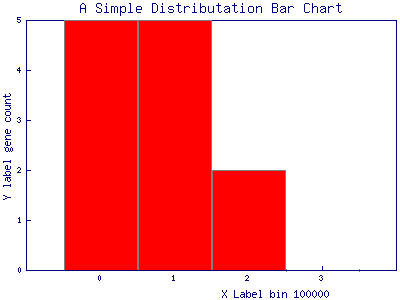 A Simple Distributation Bar Chart
Y label gene count
5
4
3
2
1
0
0 1 2 3
X Label bin 100000